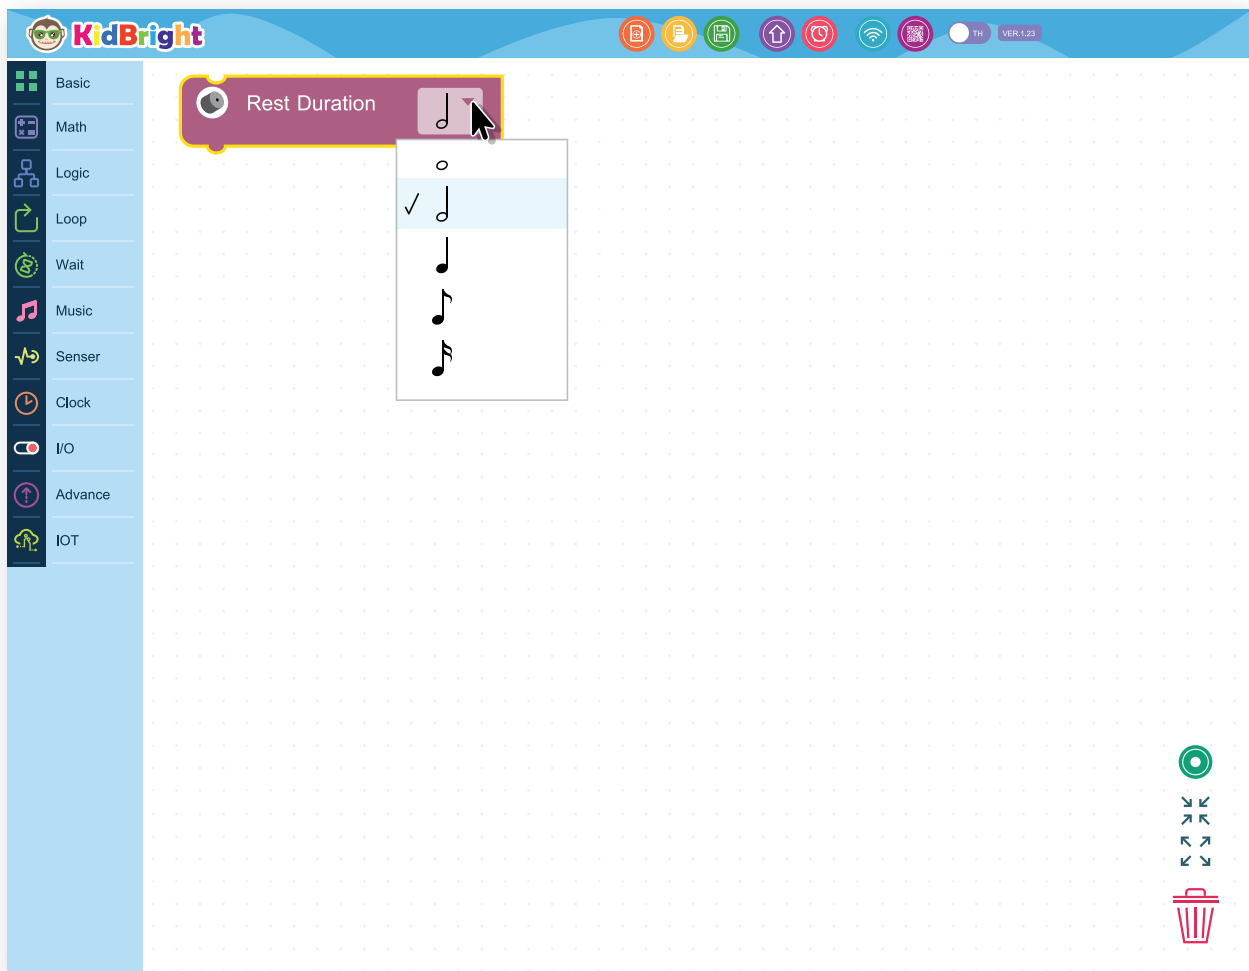 KidBright
TH
VER.1.23
Basic
Math
Logic
Loop
Wait
Music
Senser
Clock
I/O
Advance
IOT
Rest Duration